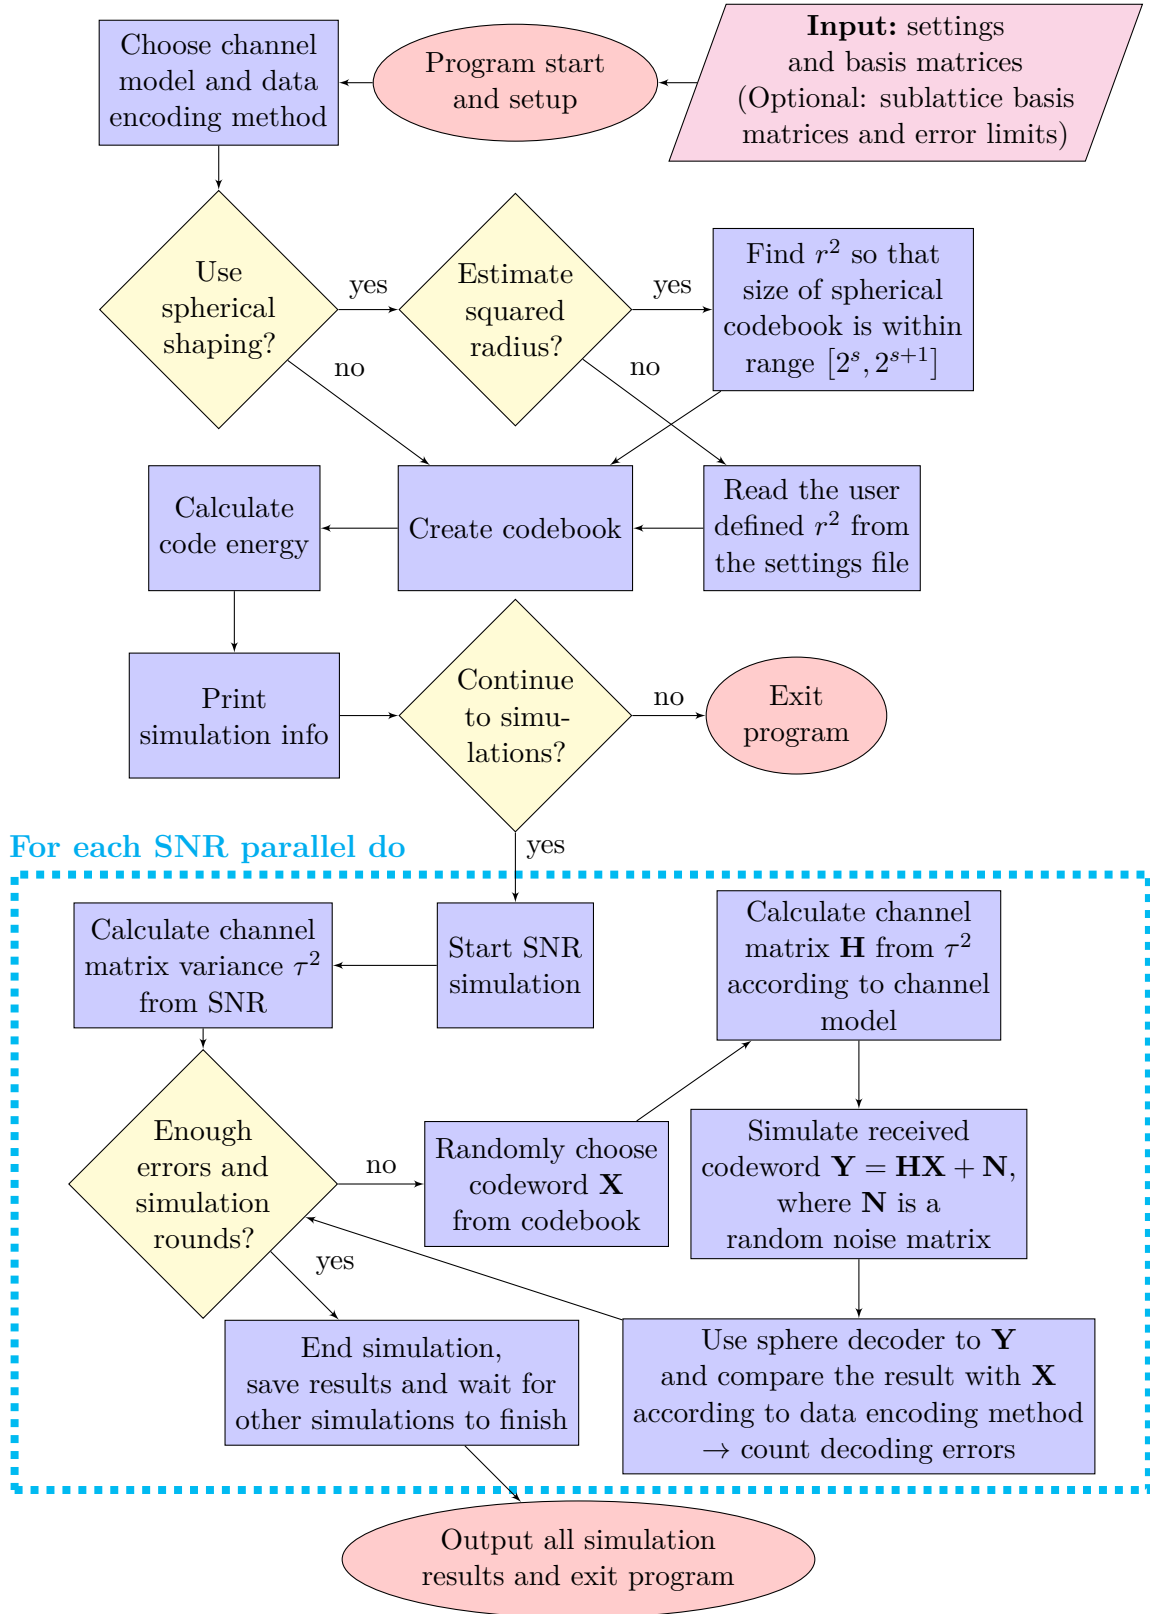 Choose channel
model and data
encoding method
Program start
and setup
Input: settings
and basis matrices
(Optional: sublattice basis
matrices and error limits)
Use
spherical
shaping?
yes
no
Estimate
squared
radius?
yes
no
Find r² so that
size of spherical
codebook is within
range [2^s, 2^{s+1}]
Calculate
code energy
Create codebook
Read the user
defined r² from
the settings file
Print
simulation info
Continue
to simu-
lations?
no
Exit
program
yes
For each SNR parallel do
Calculate channel
matrix variance τ²
from SNR
Start SNR
simulation
Calculate channel
matrix H from τ²
according to channel
model
Enough
errors and
simulation
rounds?
no
yes
Randomly choose
codeword X
from codebook
Simulate received
codeword Y = HX + N,
where N is a
random noise matrix
End simulation,
save results and wait for
other simulations to finish
Use sphere decoder to Y
and compare the result with X
according to data encoding method
→ count decoding errors
Output all simulation
results and exit program